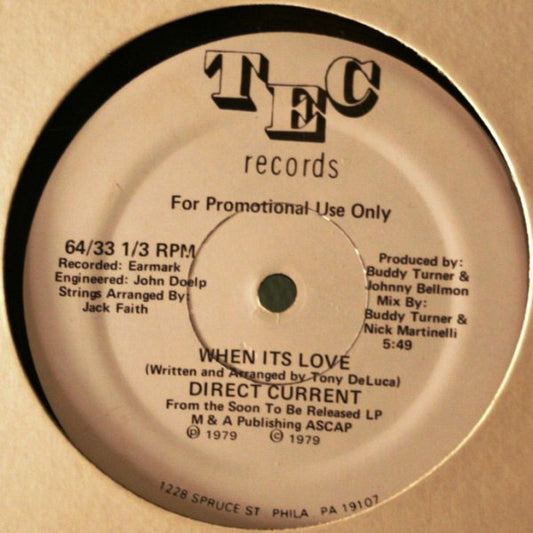 TEC
records
For Promotional Use Only
64/33 1/3 RPM
Recorded: Earmark
Engineered: John Doelp
Strings Arranged By:
Jack Faith
Produced by:
Buddy Turner &
Johnny Bellmon
Mix By:
Buddy Turner &
Nick Martinelli
5:49
WHEN ITS LOVE
(Written and Arranged by Tony DeLuca)
DIRECT CURRENT
From the Soon To Be Released LP
M & A Publishing ASCAP
℗ 1979 © 1979
1228 SPRUCE ST PHILA PA 19107